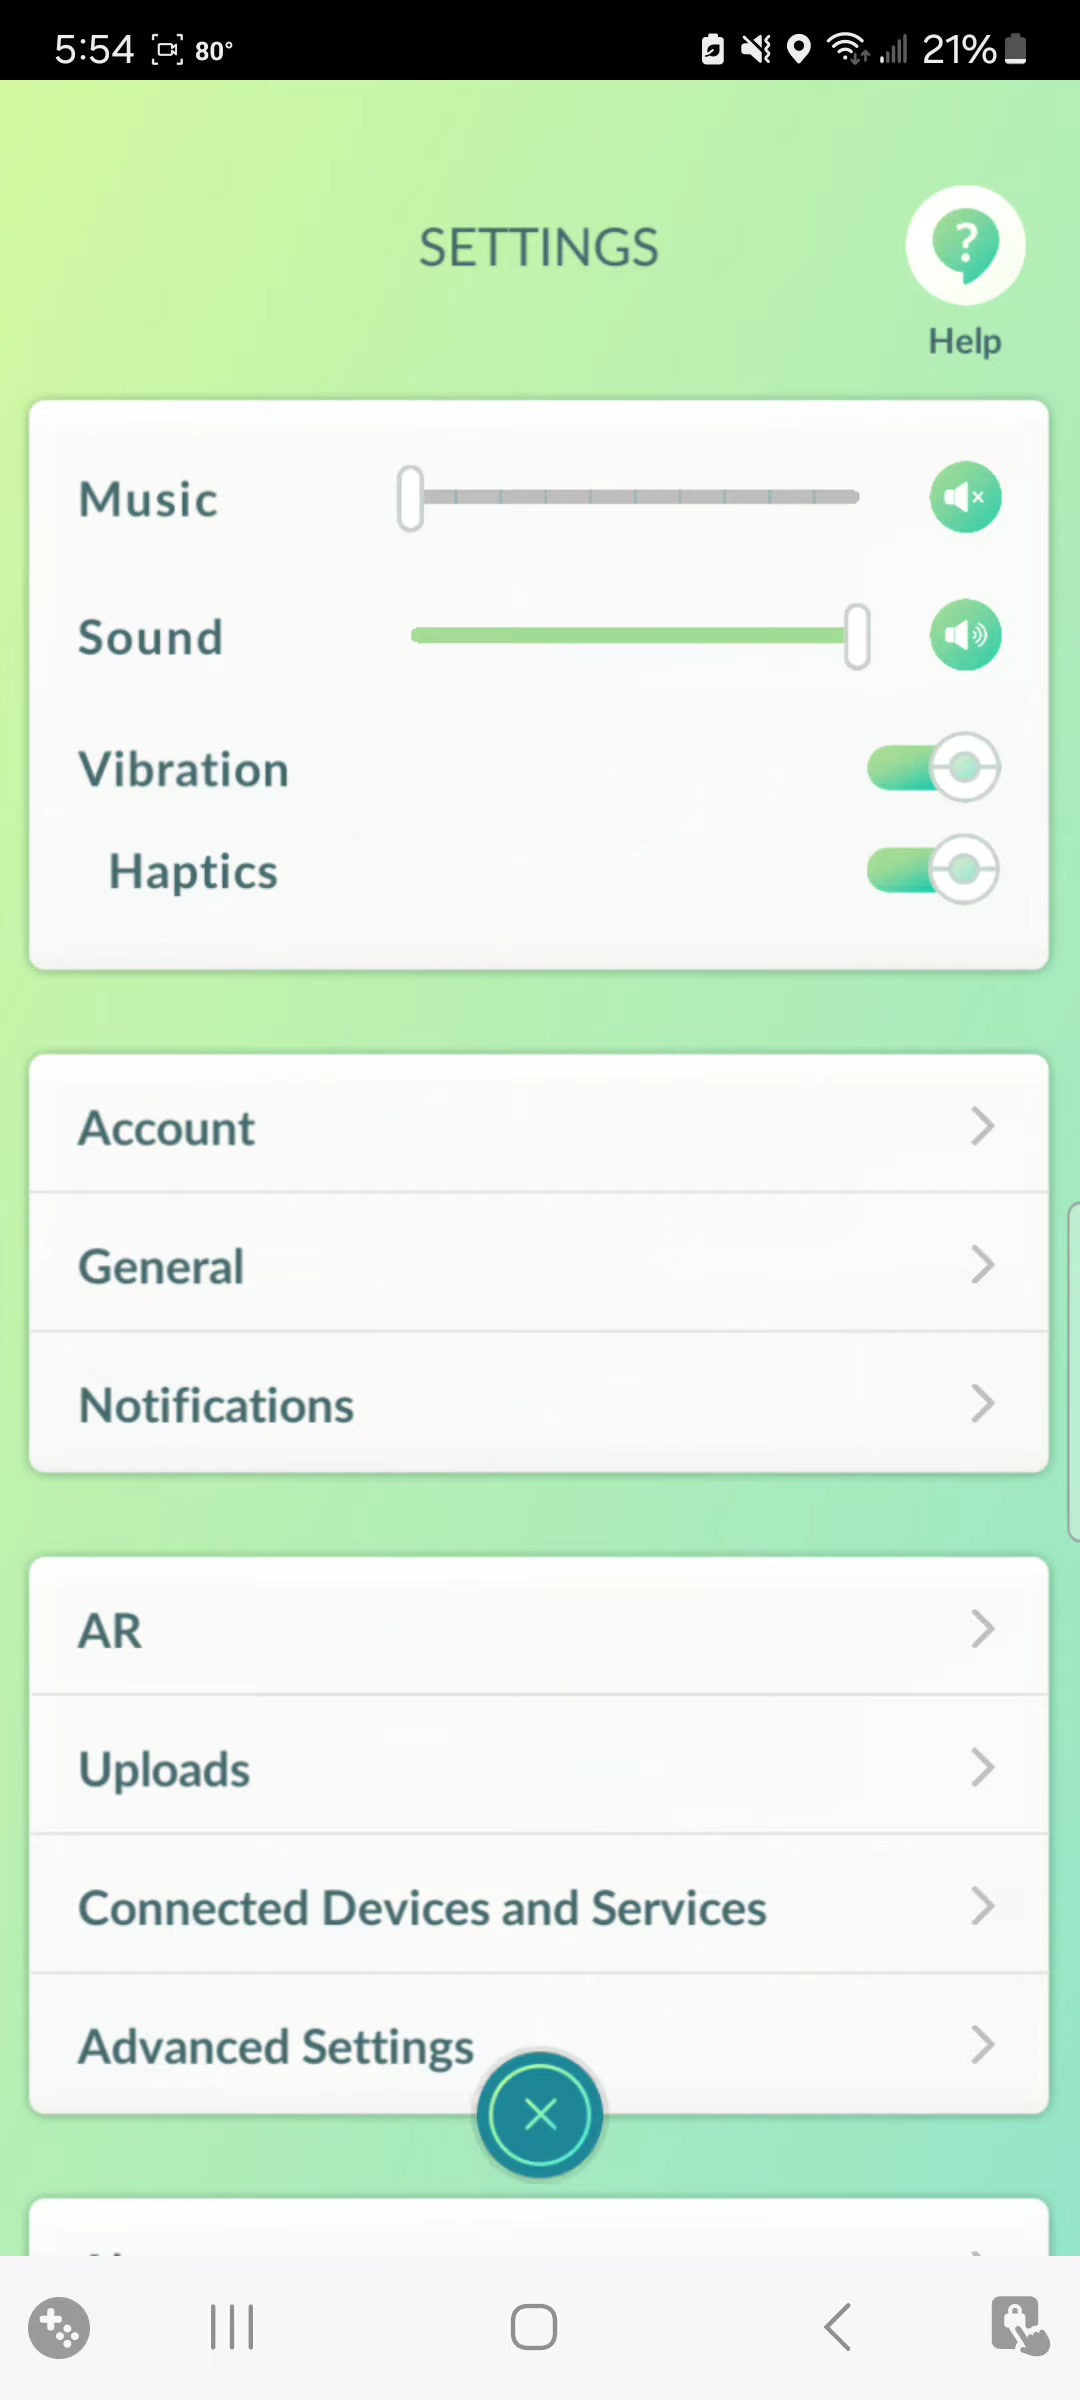 5:54 80° 21%
SETTINGS
?
Help
Music
Sound
Vibration
Haptics
Account
General
Notifications
AR
Uploads
Connected Devices and Services
Advanced Settings